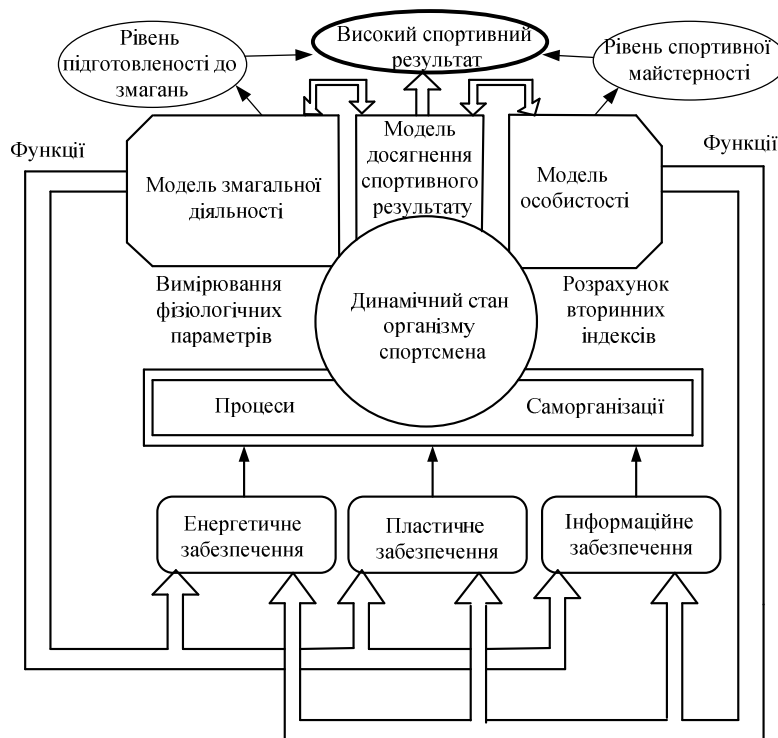 Рівень
підготовленості до
змагань
Високий спортивний
результат
Рівень спортивної
майстерності
Функції
Модель змагальної
діяльності
Модель
досягнення
спортивного
результату
Модель
особистості
Функції
Вимірювання
фізіологічних
параметрів
Динамічний стан
організму
спортсмена
Розрахунок
вторинних
індексів
Процеси
Саморганізації
Енергетичне
забезпечення
Пластичне
забезпечення
Інформаційне
забезпечення